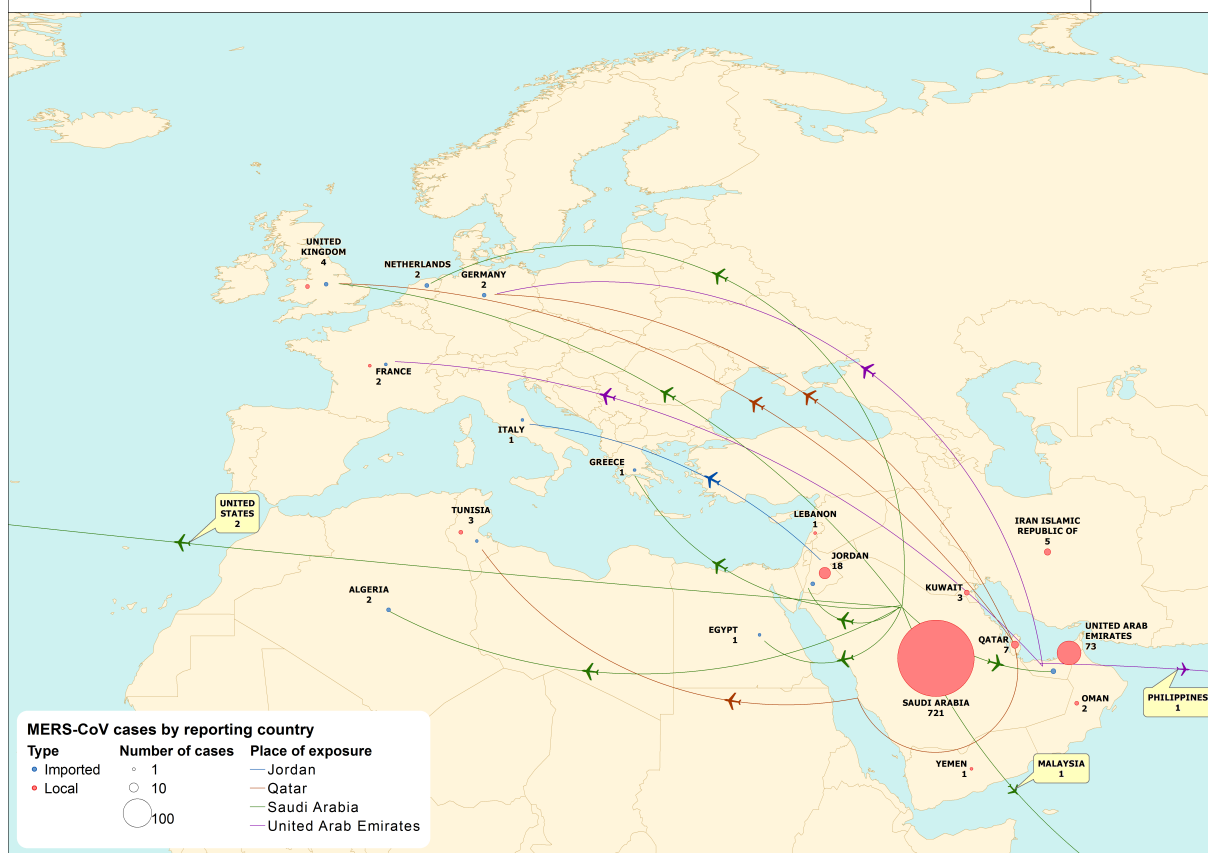 UNITED
KINGDOM
4
NETHERLANDS
2
GERMANY
2
FRANCE
2
ITALY
1
GREECE
1
UNITED
STATES
2
TUNISIA
3
LEBANON
1
IRAN ISLAMIC
REPUBLIC OF
5
JORDAN
18
ALGERIA
2
KUWAIT
3
EGYPT
1
QATAR
7
UNITED ARAB
EMIRATES
73
SAUDI ARABIA
721
OMAN
2
PHILIPPINES
1
YEMEN
1
MALAYSIA
1
MERS-CoV cases by reporting country
Type
Imported
Local
Number of cases
1
10
100
Place of exposure
Jordan
Qatar
Saudi Arabia
United Arab Emirates